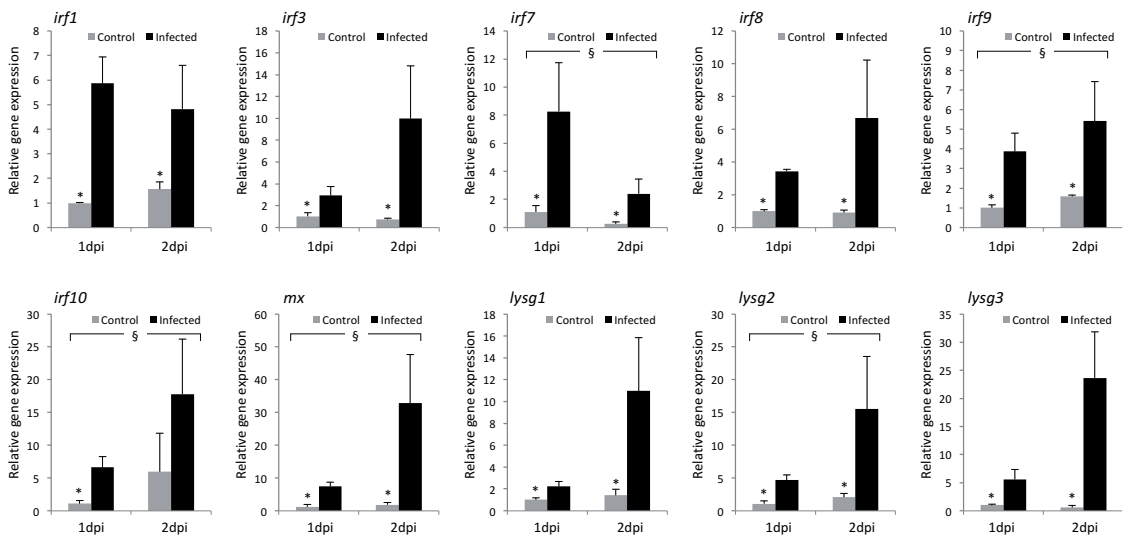 irf1
Relative gene expression
Control Infected
8
7
6
5
4
3
2
1
0
*
*
1dpi 2dpi
irf3
Relative gene expression
Control Infected
18
16
14
12
10
8
6
4
2
0
*
*
1dpi 2dpi
irf7
Relative gene expression
Control Infected
§
14
12
10
8
6
4
2
0
*
*
1dpi 2dpi
irf8
Relative gene expression
Control Infected
12
10
8
6
4
2
0
*
*
1dpi 2dpi
irf9
Relative gene expression
Control Infected
§
10
9
8
7
6
5
4
3
2
1
0
*
*
1dpi 2dpi
irf10
Relative gene expression
Control Infected
§
30
25
20
15
10
5
0
*
1dpi 2dpi
mx
Relative gene expression
Control Infected
§
60
50
40
30
20
10
0
*
*
1dpi 2dpi
lysg1
Relative gene expression
Control Infected
18
16
14
12
10
8
6
4
2
0
*
*
1dpi 2dpi
lysg2
Relative gene expression
Control Infected
§
30
25
20
15
10
5
0
*
*
1dpi 2dpi
lysg3
Relative gene expression
Control Infected
35
30
25
20
15
10
5
0
*
*
1dpi 2dpi